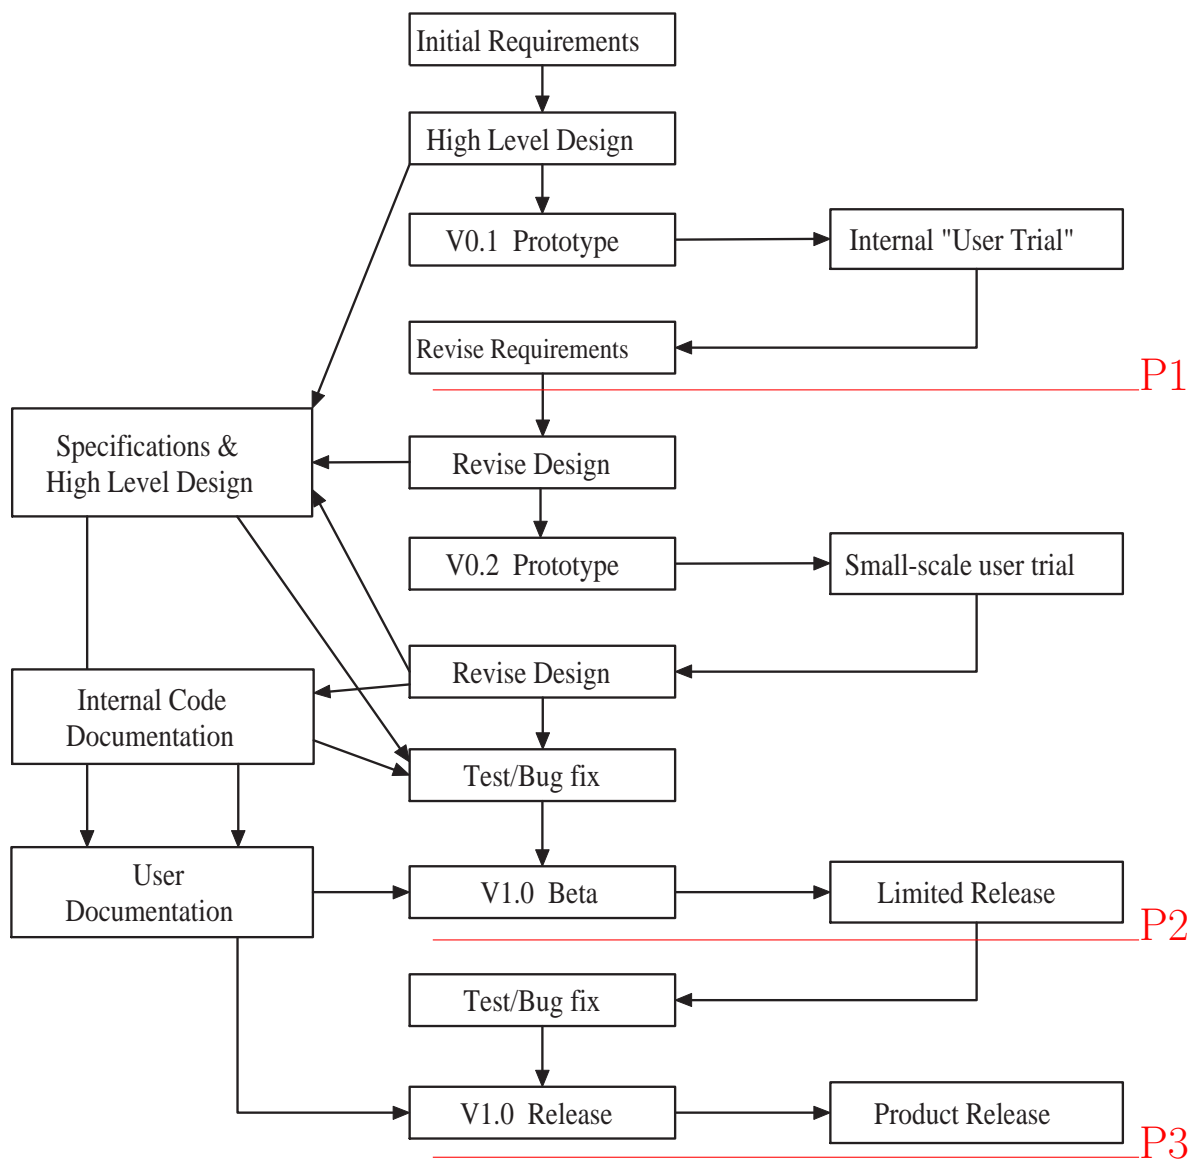 Initial Requirements
High Level Design
V0.1 Prototype
Internal "User Trial"
Revise Requirements
P1
Specifications &
High Level Design
Revise Design
V0.2 Prototype
Small-scale user trial
Revise Design
Internal Code
Documentation
Test/Bug fix
User
Documentation
V1.0 Beta
Limited Release
P2
Test/Bug fix
V1.0 Release
Product Release
P3